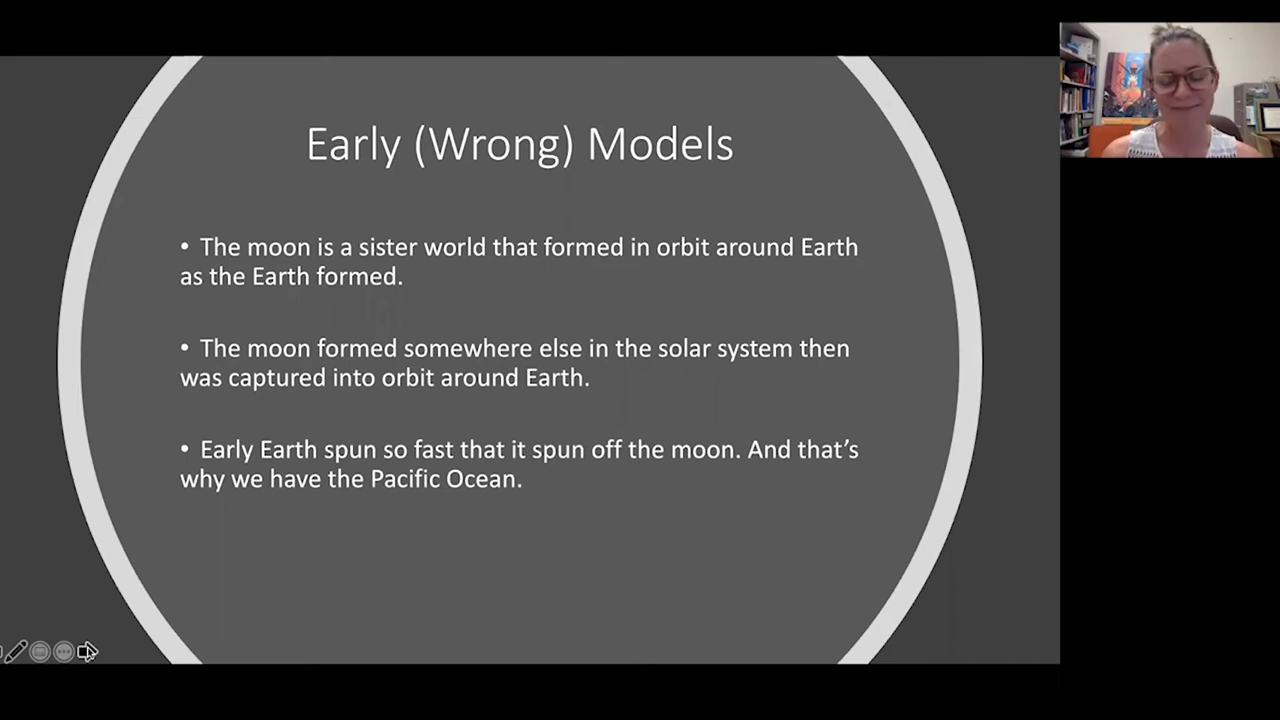 Early (Wrong) Models
• The moon is a sister world that formed in orbit around Earth
as the Earth formed.
• The moon formed somewhere else in the solar system then
was captured into orbit around Earth.
• Early Earth spun so fast that it spun off the moon. And that’s
why we have the Pacific Ocean.